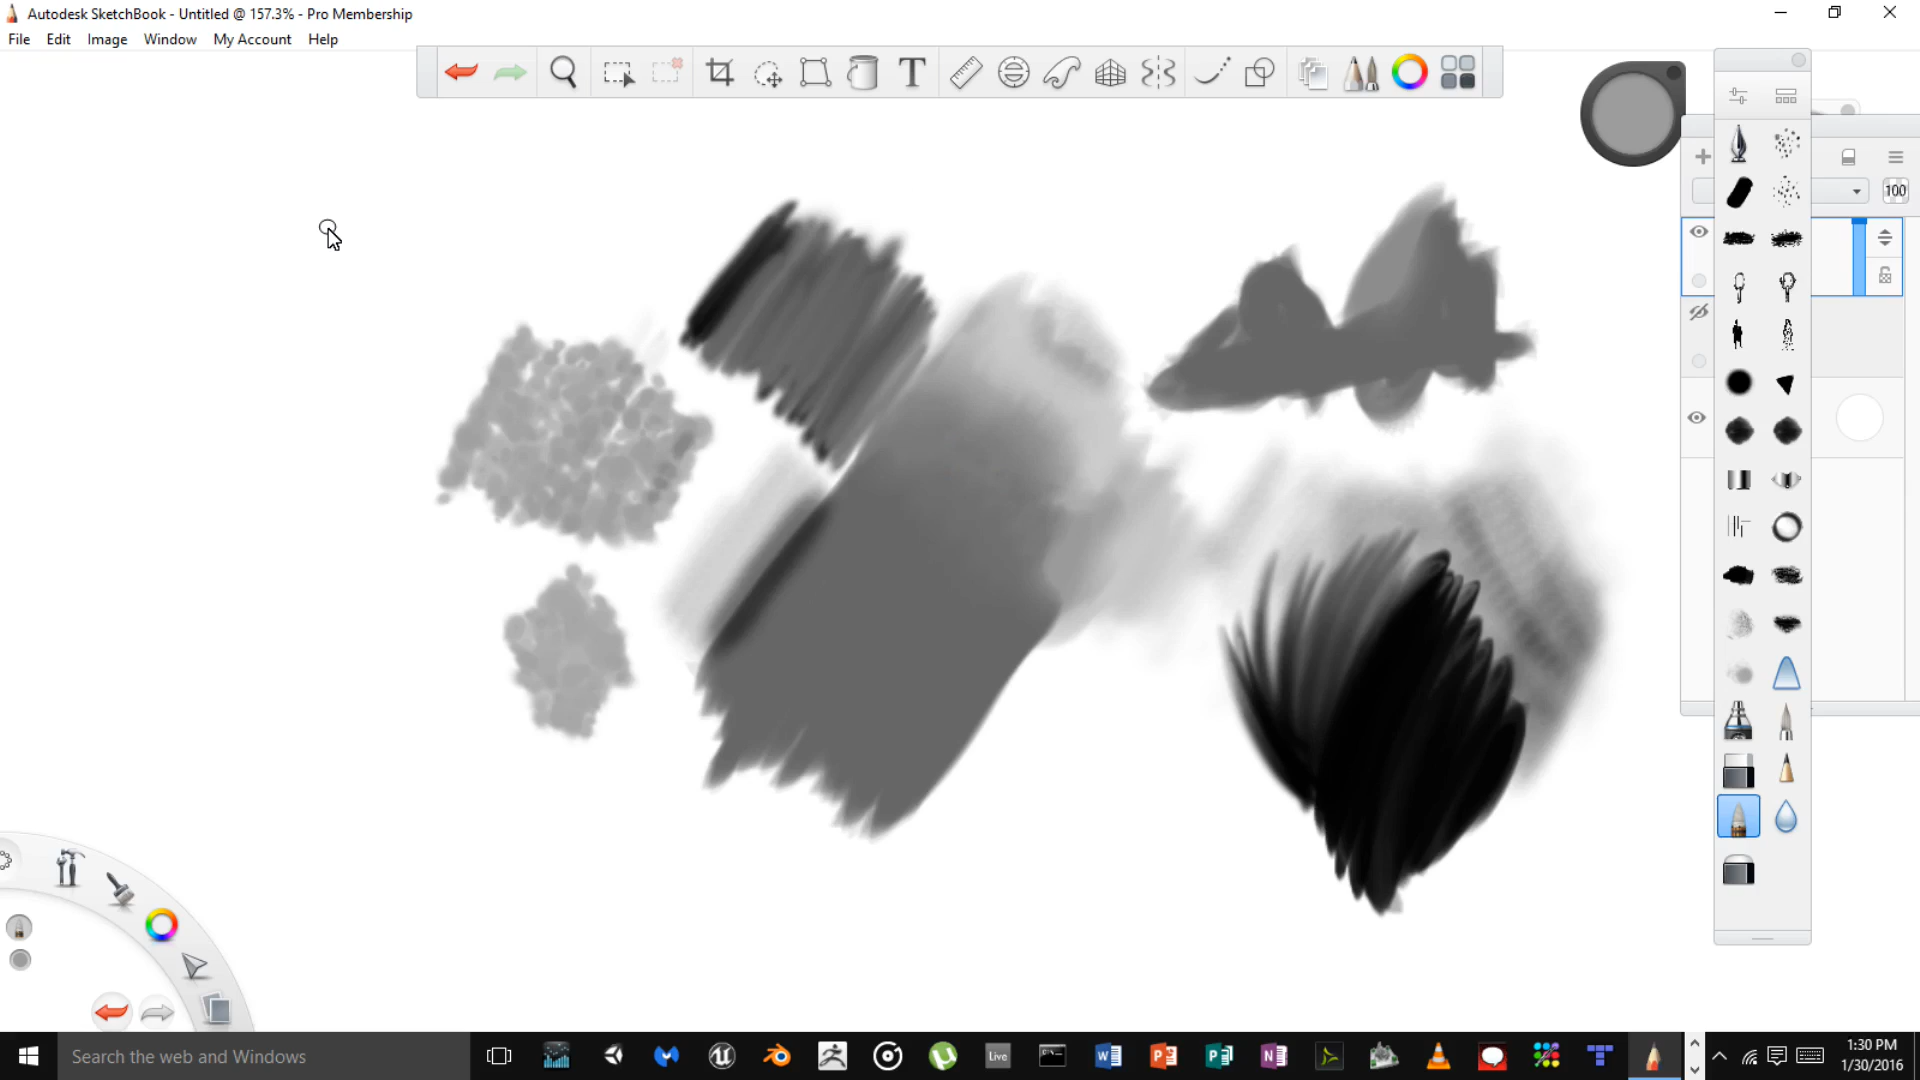 Autodesk SketchBook - Untitled @ 157.3% - Pro Membership
File Edit Image Window My Account Help
T
100
Search the web and Windows
Live
1:30 PM
1/30/2016